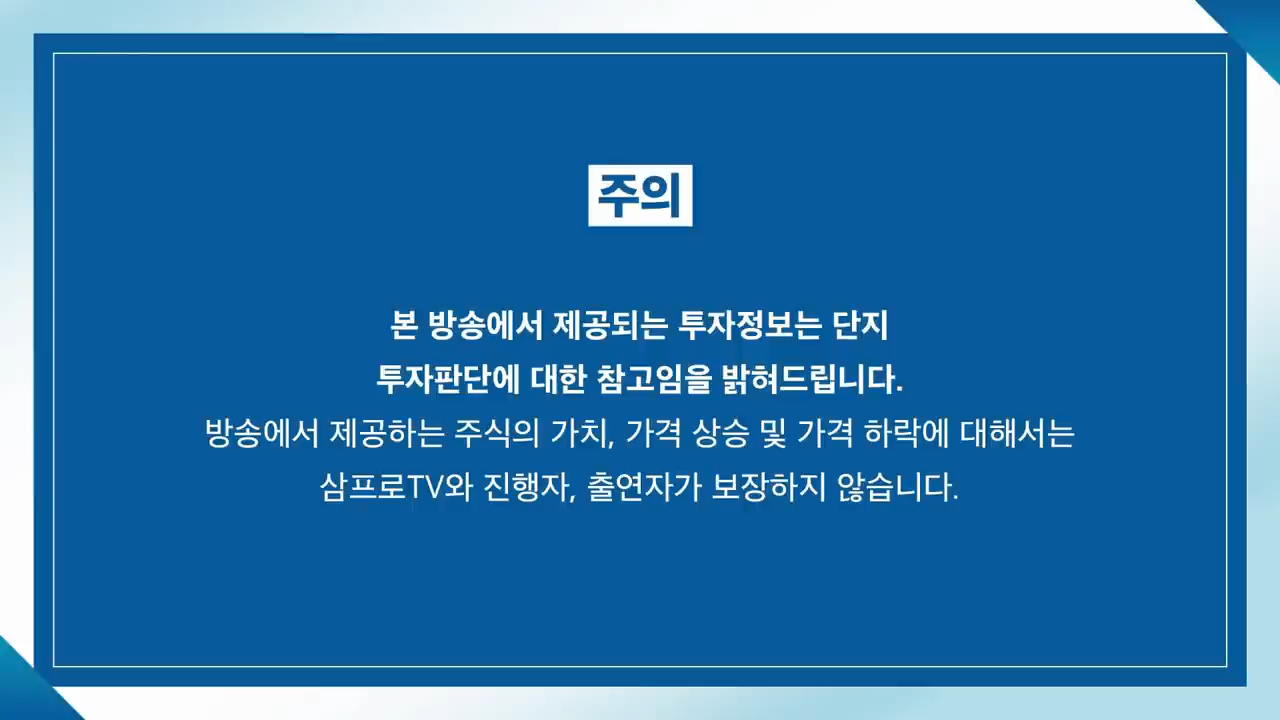 주의
본 방송에서 제공되는 투자정보는 단지
투자판단에 대한 참고임을 밝혀드립니다.
방송에서 제공하는 주식의 가치, 가격 상승 및 가격 하락에 대해서는
삼프로TV와 진행자, 출연자가 보장하지 않습니다.